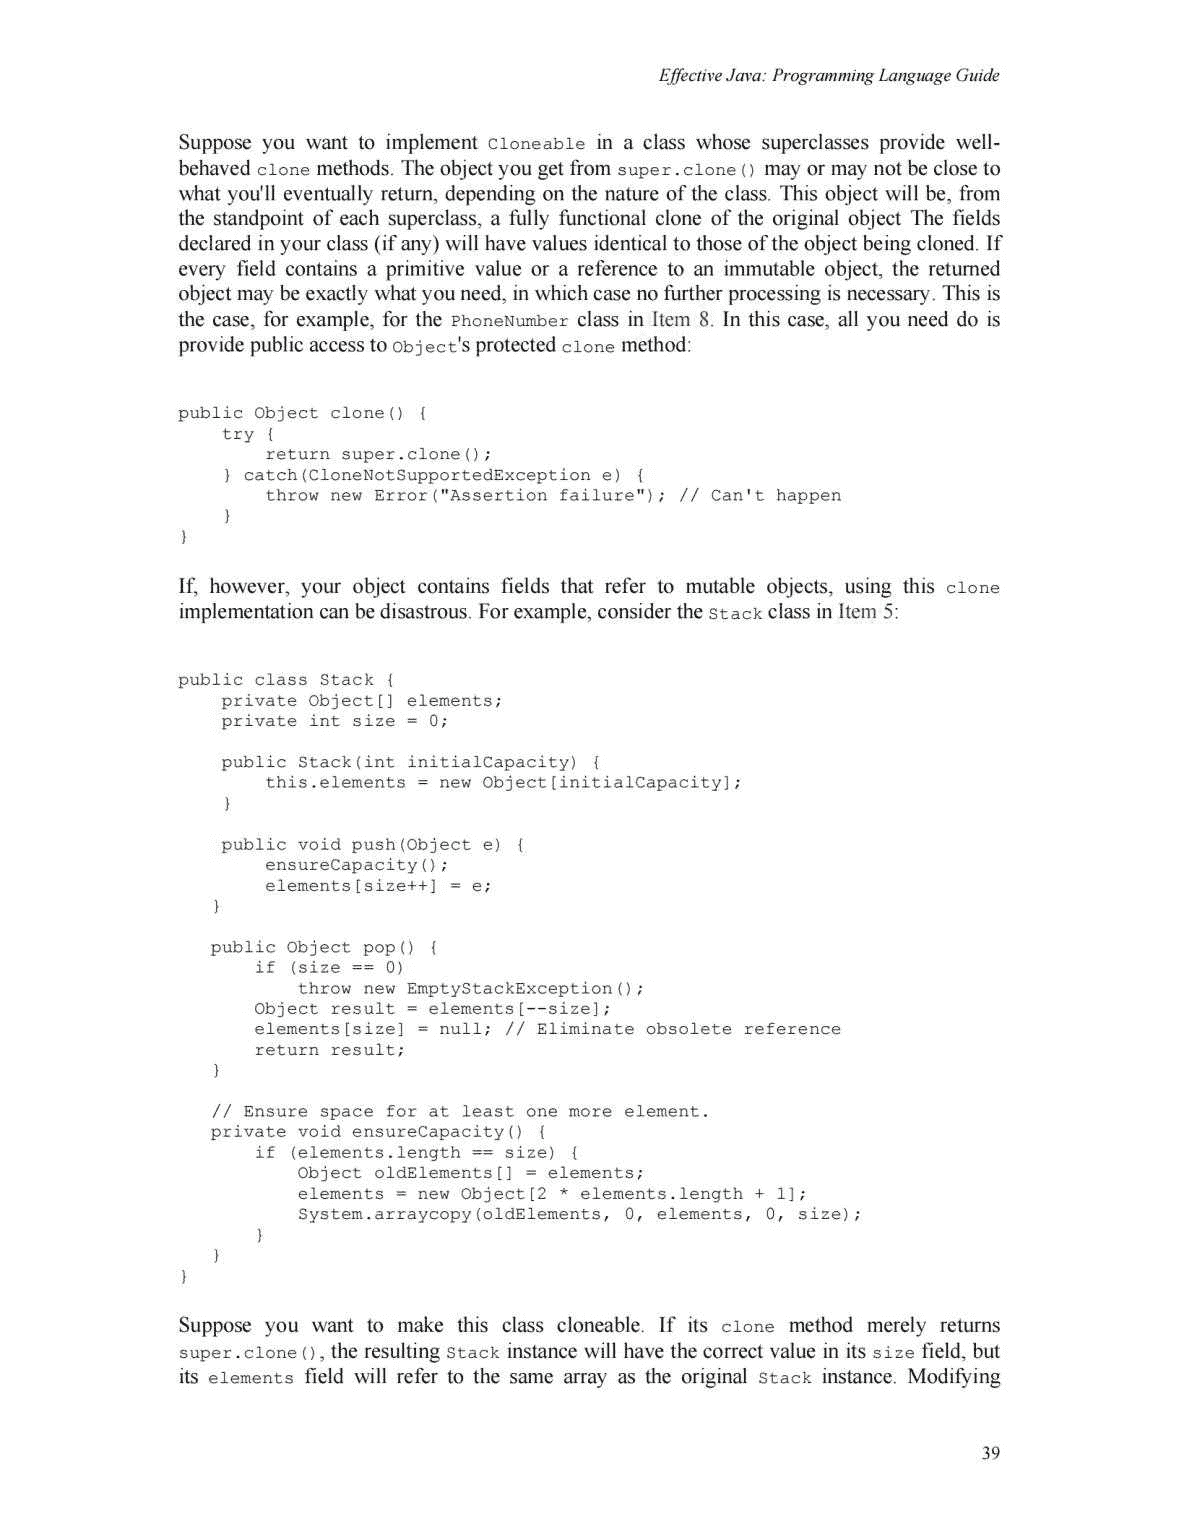 Effective Java: Programming Language Guide
Suppose you want to implement Cloneable in a class whose superclasses provide well-
behaved clone methods. The object you get from super.clone() may or may not be close to
what you'll eventually return, depending on the nature of the class. This object will be, from
the standpoint of each superclass, a fully functional clone of the original object The fields
declared in your class (if any) will have values identical to those of the object being cloned. If
every field contains a primitive value or a reference to an immutable object, the returned
object may be exactly what you need, in which case no further processing is necessary. This is
the case, for example, for the PhoneNumber class in Item 8. In this case, all you need do is
provide public access to Object's protected clone method:
public Object clone() {
    try {
        return super.clone();
    } catch(CloneNotSupportedException e) {
        throw new Error("Assertion failure"); // Can't happen
    }
}
If, however, your object contains fields that refer to mutable objects, using this clone
implementation can be disastrous. For example, consider the Stack class in Item 5:
public class Stack {
    private Object[] elements;
    private int size = 0;
    public Stack(int initialCapacity) {
        this.elements = new Object[initialCapacity];
    }
    public void push(Object e) {
        ensureCapacity();
        elements[size++] = e;
   }
   public Object pop() {
       if (size == 0)
           throw new EmptyStackException();
       Object result = elements[--size];
       elements[size] = null; // Eliminate obsolete reference
       return result;
   }
   // Ensure space for at least one more element.
   private void ensureCapacity() {
       if (elements.length == size) {
           Object oldElements[] = elements;
           elements = new Object[2 * elements.length + 1];
           System.arraycopy(oldElements, 0, elements, 0, size);
       }
   }
}
Suppose you want to make this class cloneable. If its clone method merely returns
super.clone(), the resulting Stack instance will have the correct value in its size field, but
its elements field will refer to the same array as the original Stack instance. Modifying
39